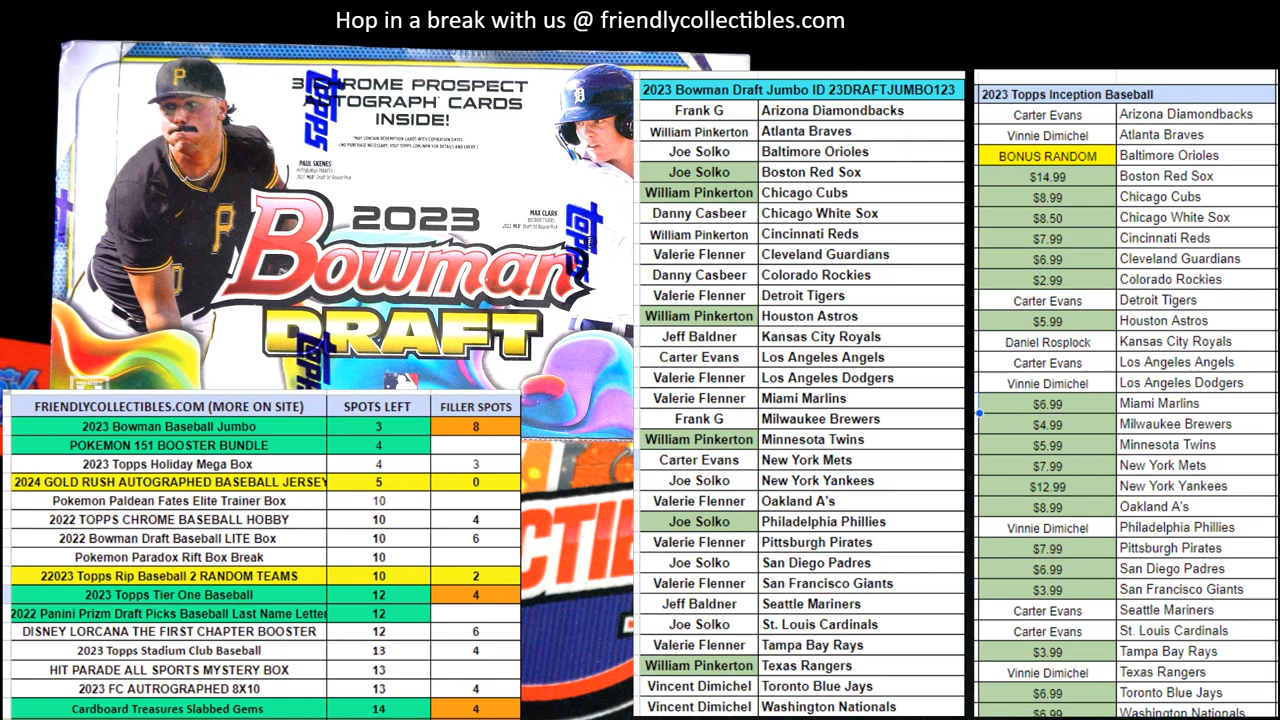 Hop in a break with us @ friendlycollectibles.com
3 CHROME PROSPECT
AUTOGRAPH CARDS
INSIDE!
PAUL SKENES
PITTSBURGH PIRATES
MAX CLARK
DETROIT TIGERS
topps
topps
topps
2023
Bowman
DRAFT
FRIENDLYCOLLECTIBLES.COM (MORE ON SITE) SPOTS LEFT FILLER SPOTS
2023 Bowman Baseball Jumbo 3 8
POKEMON 151 BOOSTER BUNDLE 4
2023 Topps Holiday Mega Box 4 3
2024 GOLD RUSH AUTOGRAPHED BASEBALL JERSEY 5 0
Pokemon Paldean Fates Elite Trainer Box 10
2022 TOPPS CHROME BASEBALL HOBBY 10 4
2022 Bowman Draft Baseball LITE Box 10 6
Pokemon Paradox Rift Box Break 10
22023 Topps Rip Baseball 2 RANDOM TEAMS 10 2
2023 Topps Tier One Baseball 12 4
2022 Panini Prizm Draft Picks Baseball Last Name Letter 12
DISNEY LORCANA THE FIRST CHAPTER BOOSTER 12 6
2023 Topps Stadium Club Baseball 13 4
HIT PARADE ALL SPORTS MYSTERY BOX 13
2023 FC AUTROGRAPHED 8X10 13 4
Cardboard Treasures Slabbed Gems 14 4
CTIB
2023 Bowman Draft Jumbo ID 23DRAFTJUMBO123
Frank G Arizona Diamondbacks
William Pinkerton Atlanta Braves
Joe Solko Baltimore Orioles
Joe Solko Boston Red Sox
William Pinkerton Chicago Cubs
Danny Casbeer Chicago White Sox
William Pinkerton Cincinnati Reds
Valerie Flenner Cleveland Guardians
Danny Casbeer Colorado Rockies
Valerie Flenner Detroit Tigers
William Pinkerton Houston Astros
Jeff Baldner Kansas City Royals
Carter Evans Los Angeles Angels
Valerie Flenner Los Angeles Dodgers
Valerie Flenner Miami Marlins
Frank G Milwaukee Brewers
William Pinkerton Minnesota Twins
Carter Evans New York Mets
Joe Solko New York Yankees
Valerie Flenner Oakland A's
Joe Solko Philadelphia Phillies
Valerie Flenner Pittsburgh Pirates
Joe Solko San Diego Padres
Valerie Flenner San Francisco Giants
Jeff Baldner Seattle Mariners
Joe Solko St. Louis Cardinals
Valerie Flenner Tampa Bay Rays
William Pinkerton Texas Rangers
Vincent Dimichel Toronto Blue Jays
Vincent Dimichel Washington Nationals
2023 Topps Inception Baseball
Carter Evans Arizona Diamondbacks
Vinnie Dimichel Atlanta Braves
BONUS RANDOM Baltimore Orioles
$14.99 Boston Red Sox
$8.99 Chicago Cubs
$8.50 Chicago White Sox
$7.99 Cincinnati Reds
$6.99 Cleveland Guardians
$2.99 Colorado Rockies
Carter Evans Detroit Tigers
$5.99 Houston Astros
Daniel Rosplock Kansas City Royals
Carter Evans Los Angeles Angels
Vinnie Dimichel Los Angeles Dodgers
$6.99 Miami Marlins
$4.99 Milwaukee Brewers
$5.99 Minnesota Twins
$7.99 New York Mets
$12.99 New York Yankees
$8.99 Oakland A's
Vinnie Dimichel Philadelphia Phillies
$7.99 Pittsburgh Pirates
$6.99 San Diego Padres
$3.99 San Francisco Giants
Carter Evans Seattle Mariners
Carter Evans St. Louis Cardinals
$3.99 Tampa Bay Rays
Vinnie Dimichel Texas Rangers
$6.99 Toronto Blue Jays
$6.99 Washington Nationals